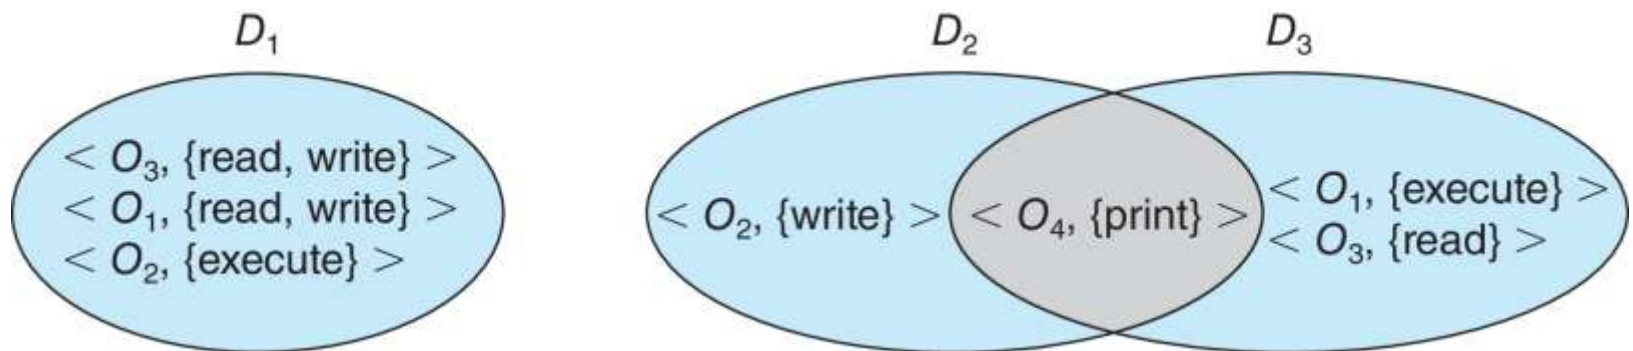 D₁
< O₃, {read, write} >
< O₁, {read, write} >
< O₂, {execute} >
D₂
D₃
< O₂, {write} >
< O₄, {print} >
< O₁, {execute} >
< O₃, {read} >